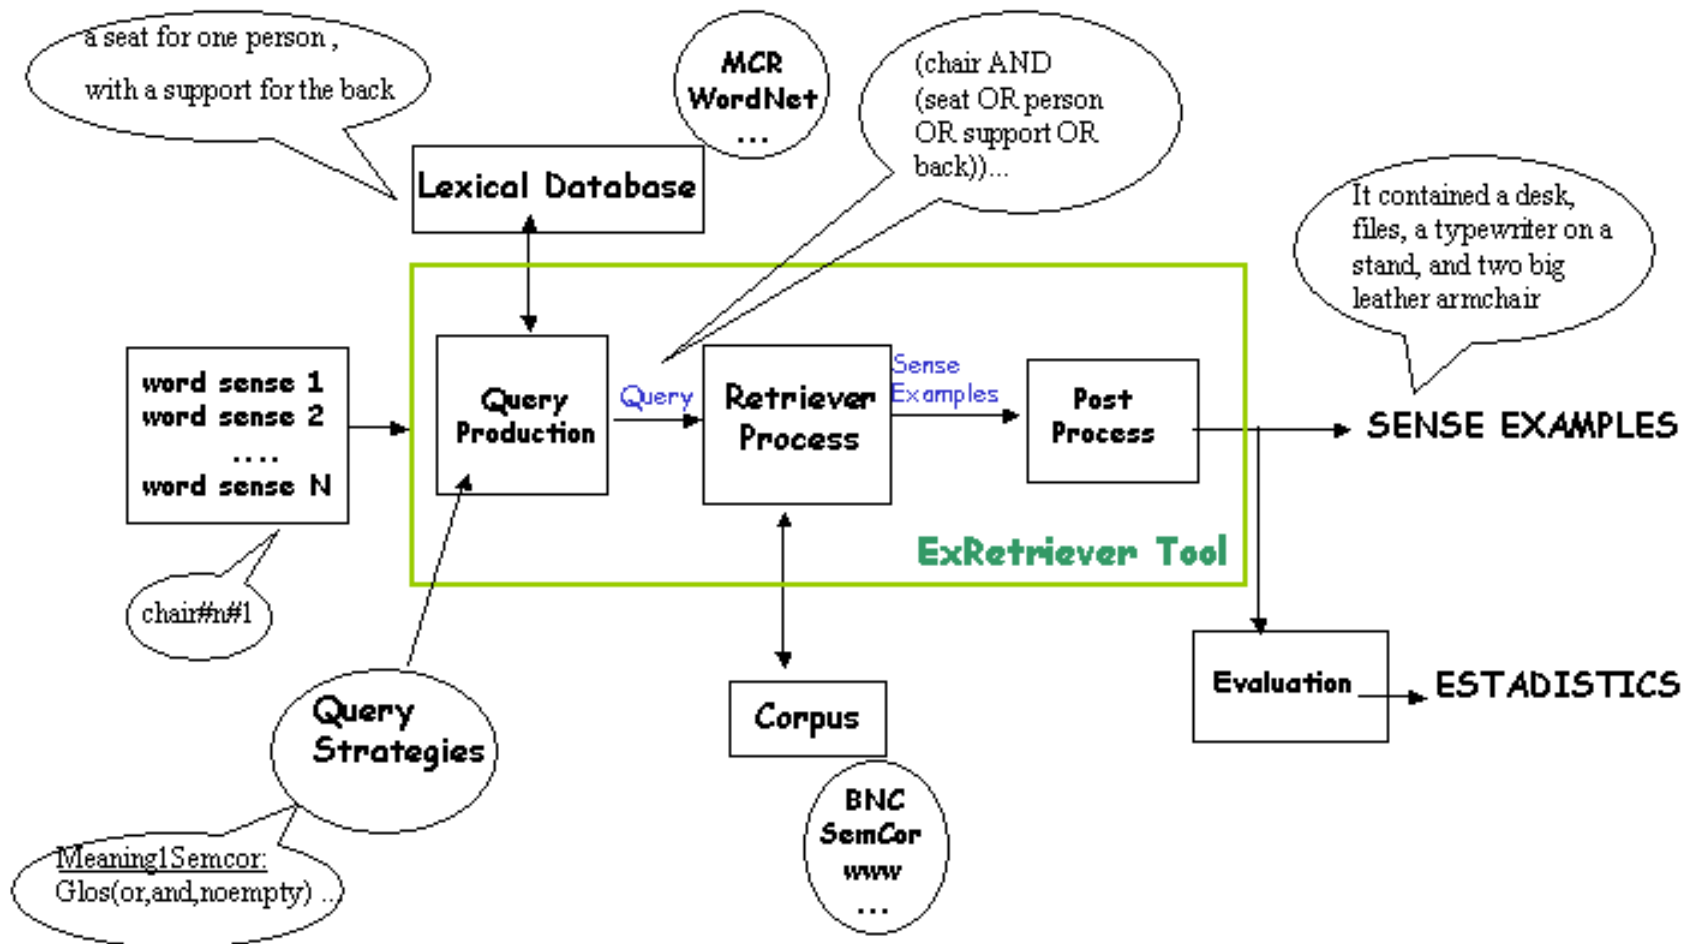 a seat for one person ,
with a support for the back
MCR
WordNet
...
(chair AND
(seat OR person
OR support OR
back))...
Lexical Database
It contained a desk,
files, a typewriter on a
stand, and two big
leather armchair
word sense 1
word sense 2
....
word sense N
Query
Production
Query
Retriever
Process
Sense
Examples
Post
Process
SENSE EXAMPLES
ExRetriever Tool
chair#n#1
Query
Strategies
Corpus
Evaluation
ESTADISTICS
BNC
SemCor
www
...
Meaning1Semcor:
Glos(or,and,noempty) ...